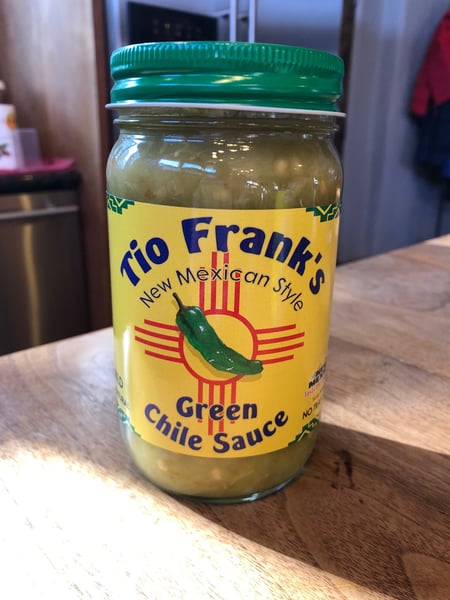 Tio Frank's
New Mexican Style
Green
Chile Sauce